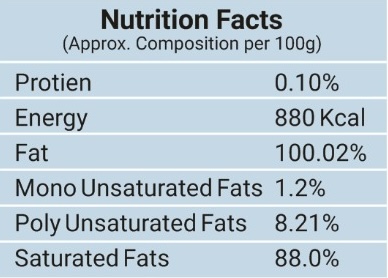 Nutrition Facts
(Approx. Composition per 100g)
Protien 0.10%
Energy 880 Kcal
Fat 100.02%
Mono Unsaturated Fats 1.2%
Poly Unsaturated Fats 8.21%
Saturated Fats 88.0%